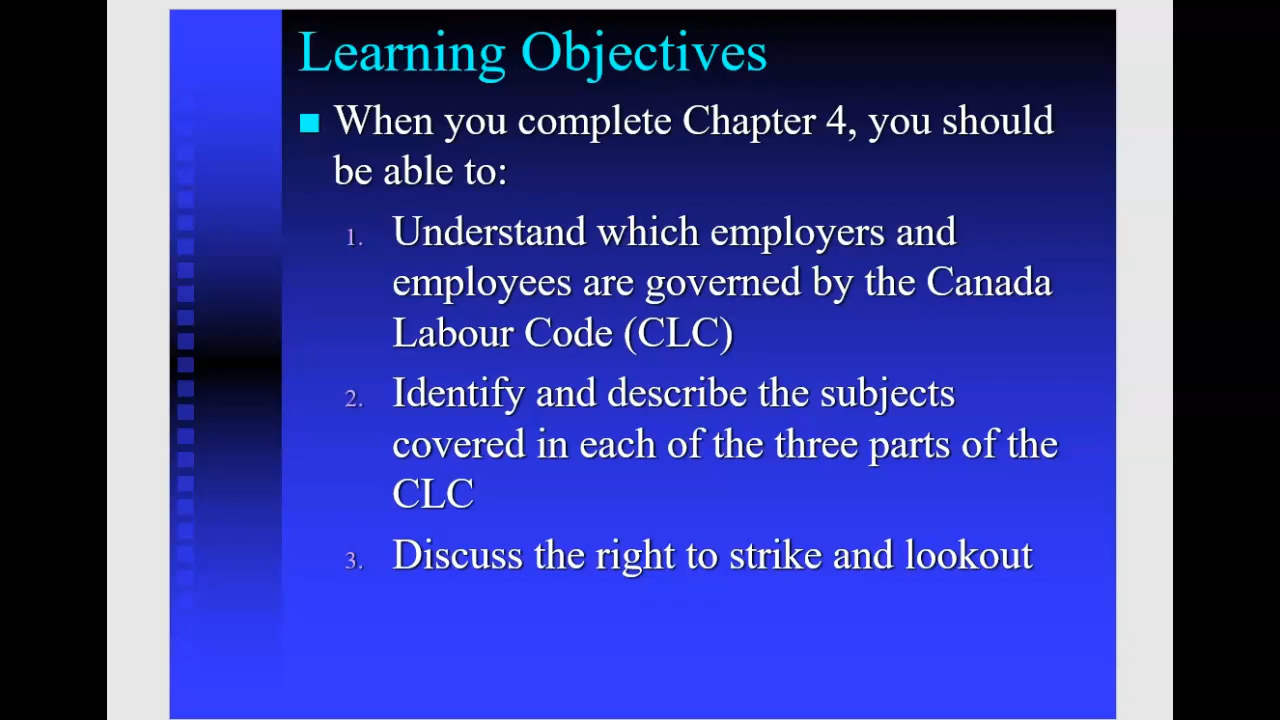 Learning Objectives
When you complete Chapter 4, you should
be able to:
1. Understand which employers and
employees are governed by the Canada
Labour Code (CLC)
2. Identify and describe the subjects
covered in each of the three parts of the
CLC
3. Discuss the right to strike and lookout